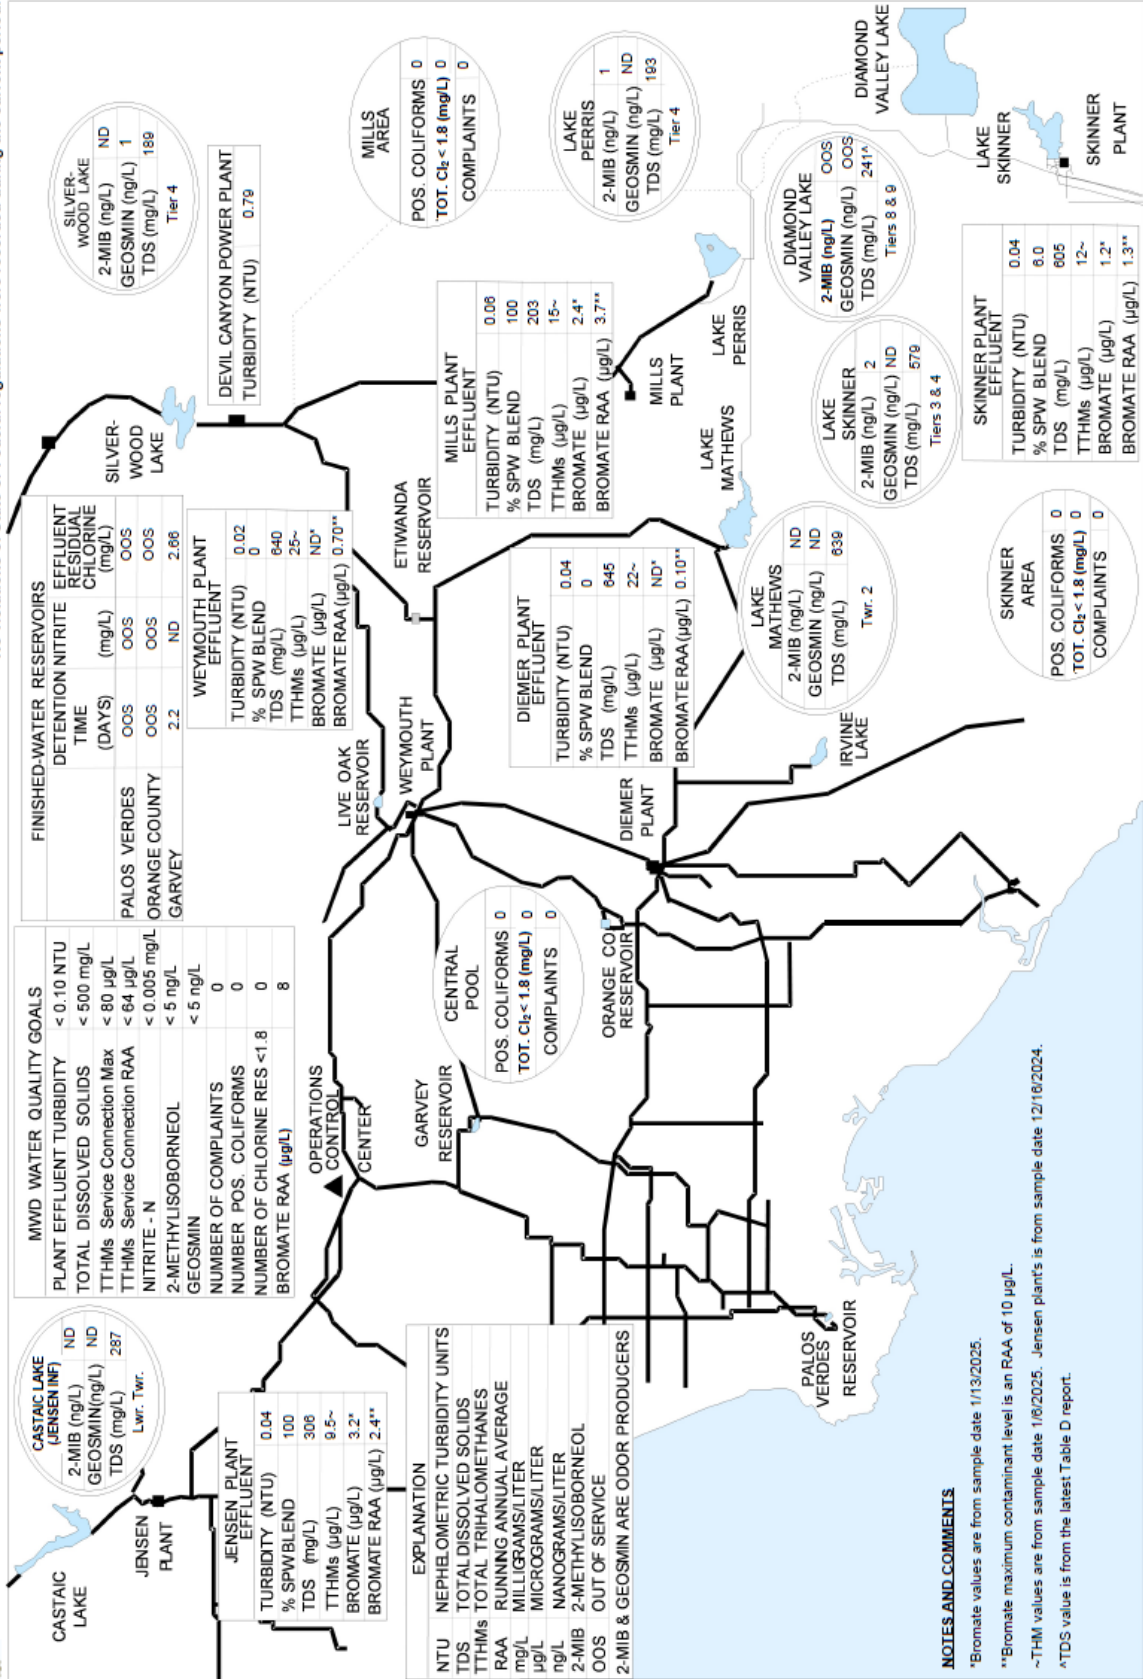 CASTAIC LAKE
(JENSEN INF)
2-MIB (ng/L) ND
GEOSMIN(ng/L) ND
TDS (mg/L) 287
Lwr. Twr.
CASTAIC
LAKE
JENSEN
PLANT
MWD WATER QUALITY GOALS
PLANT EFFLUENT TURBIDITY < 0.10 NTU
TOTAL DISSOLVED SOLIDS < 500 mg/L
TTHMs Service Connection Max < 80 µg/L
TTHMs Service Connection RAA < 64 µg/L
NITRITE - N < 0.005 mg/L
2-METHYLISOBORNEOL < 5 ng/L
GEOSMIN < 5 ng/L
NUMBER OF COMPLAINTS 0
NUMBER POS. COLIFORMS 0
NUMBER OF CHLORINE RES <1.8 0
BROMATE RAA (µg/L) 8
FINISHED-WATER RESERVOIRS
DETENTION TIME (DAYS) NITRITE (mg/L) EFFLUENT RESIDUAL CHLORINE (mg/L)
PALOS VERDES OOS OOS OOS
ORANGE COUNTY OOS OOS OOS
GARVEY 2.2 ND 2.66
SILVER-
WOOD
LAKE
SILVER-
WOOD LAKE
2-MIB (ng/L) ND
GEOSMIN (ng/L) 1
TDS (mg/L) 189
Tier 4
DEVIL CANYON POWER PLANT
TURBIDITY (NTU) 0.79
WEYMOUTH PLANT
EFFLUENT
TURBIDITY (NTU) 0.02
% SPW BLEND 0
TDS (mg/L) 640
TTHMs (µg/L) 25~
BROMATE (µg/L) ND*
BROMATE RAA (µg/L) 0.70**
JENSEN PLANT
EFFLUENT
TURBIDITY (NTU) 0.04
% SPW BLEND 100
TDS (mg/L) 306
TTHMs (µg/L) 9.5~
BROMATE (µg/L) 3.2*
BROMATE RAA (µg/L) 2.4**
OPERATIONS
CONTROL
CENTER
LIVE OAK
RESERVOIR
WEYMOUTH
PLANT
ETIWANDA
RESERVOIR
MILLS
AREA
POS. COLIFORMS 0
TOT. Cl₂ < 1.8 (mg/L) 0
COMPLAINTS 0
MILLS PLANT
EFFLUENT
TURBIDITY (NTU) 0.06
% SPW BLEND 100
TDS (mg/L) 203
TTHMs (µg/L) 15~
BROMATE (µg/L) 2.4*
BROMATE RAA (µg/L) 3.7**
EXPLANATION
NTU NEPHELOMETRIC TURBIDITY UNITS
TDS TOTAL DISSOLVED SOLIDS
TTHMs TOTAL TRIHALOMETHANES
RAA RUNNING ANNUAL AVERAGE
mg/L MILLIGRAMS/LITER
µg/L MICROGRAMS/LITER
ng/L NANOGRAMS/LITER
2-MIB 2-METHYLISOBORNEOL
OOS OUT OF SERVICE
2-MIB & GEOSMIN ARE ODOR PRODUCERS
GARVEY
RESERVOIR
CENTRAL
POOL
POS. COLIFORMS 0
TOT. Cl₂ < 1.8 (mg/L) 0
COMPLAINTS 0
ORANGE CO.
RESERVOIR
DIEMER PLANT
EFFLUENT
TURBIDITY (NTU) 0.04
% SPW BLEND 0
TDS (mg/L) 645
TTHMs (µg/L) 22~
BROMATE (µg/L) ND*
BROMATE RAA (µg/L) 0.10**
DIEMER
PLANT
LAKE
PERRIS
2-MIB (ng/L) 1
GEOSMIN (ng/L) ND
TDS (mg/L) 193
Tier 4
MILLS
PLANT
LAKE
PERRIS
LAKE
MATHEWS
LAKE
MATHEWS
2-MIB (ng/L) ND
GEOSMIN (ng/L) ND
TDS (mg/L) 639
Twr. 2
IRVINE
LAKE
DIAMOND
VALLEY LAKE
2-MIB (ng/L) OOS
GEOSMIN (ng/L) OOS
TDS (mg/L) 241^
Tiers 8 & 9
DIAMOND
VALLEY LAKE
LAKE
SKINNER
2-MIB (ng/L) 2
GEOSMIN (ng/L) ND
TDS (mg/L) 579
Tiers 3 & 4
LAKE
SKINNER
SKINNER
PLANT
SKINNER PLANT
EFFLUENT
TURBIDITY (NTU) 0.04
% SPW BLEND 6.0
TDS (mg/L) 605
TTHMs (µg/L) 12~
BROMATE (µg/L) 1.2*
BROMATE RAA (µg/L) 1.3**
SKINNER
AREA
POS. COLIFORMS 0
TOT. Cl₂ < 1.8 (mg/L) 0
COMPLAINTS 0
PALOS
VERDES
RESERVOIR
NOTES AND COMMENTS
*Bromate values are from sample date 1/13/2025.
**Bromate maximum contaminant level is an RAA of 10 µg/L.
~THM values are from sample date 1/6/2025. Jensen plant's is from sample date 12/16/2024.
^TDS value is from the latest Table D report.